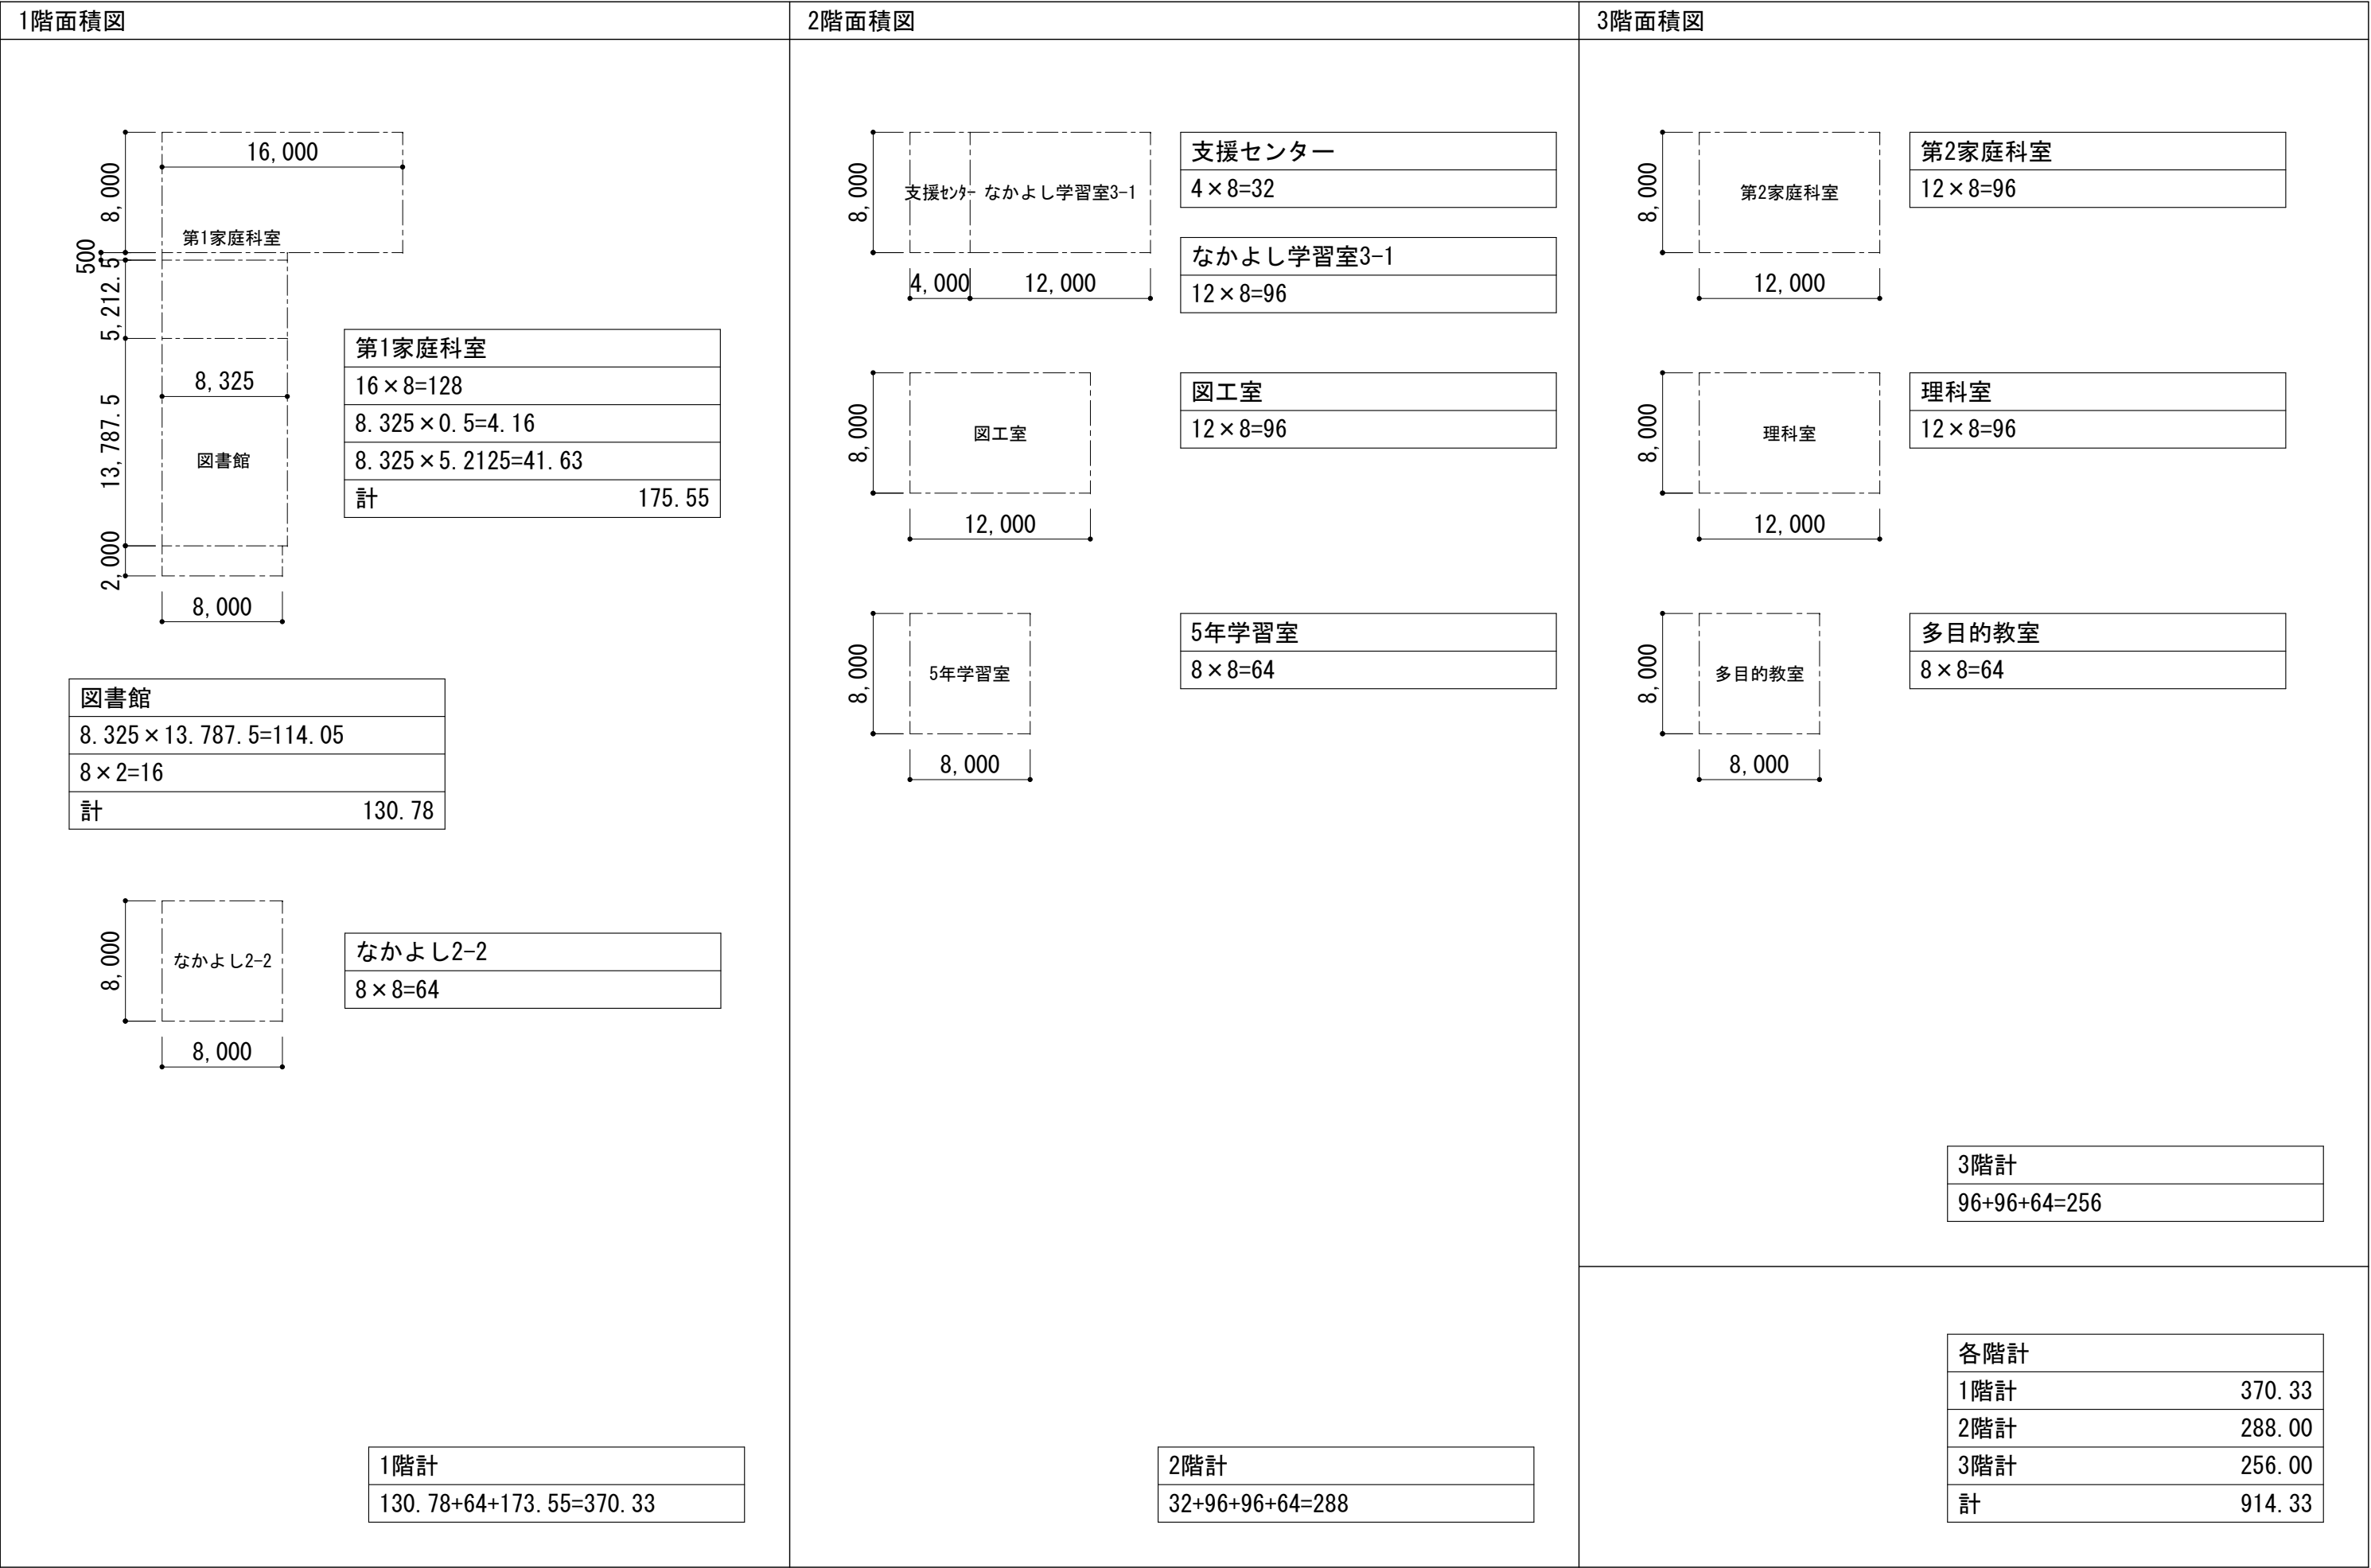 1階面積図
16,000
8,000
第1家庭科室
500
5,212.5
8,325
13,787.5
図書館
2,000
8,000
第1家庭科室
16×8=128
8.325×0.5=4.16
8.325×5.2125=41.63
計 175.55
図書館
8.325×13.787.5=114.05
8×2=16
計 130.78
8,000
なかよし2-2
8,000
なかよし2-2
8×8=64
1階計
130.78+64+173.55=370.33
2階面積図
8,000
支援ｾﾝﾀｰ
なかよし学習室3-1
4,000
12,000
支援センター
4×8=32
なかよし学習室3-1
12×8=96
8,000
図工室
12,000
図工室
12×8=96
8,000
5年学習室
8,000
5年学習室
8×8=64
2階計
32+96+96+64=288
3階面積図
8,000
第2家庭科室
12,000
第2家庭科室
12×8=96
8,000
理科室
12,000
理科室
12×8=96
8,000
多目的教室
8,000
多目的教室
8×8=64
3階計
96+96+64=256
各階計
1階計 370.33
2階計 288.00
3階計 256.00
計 914.33